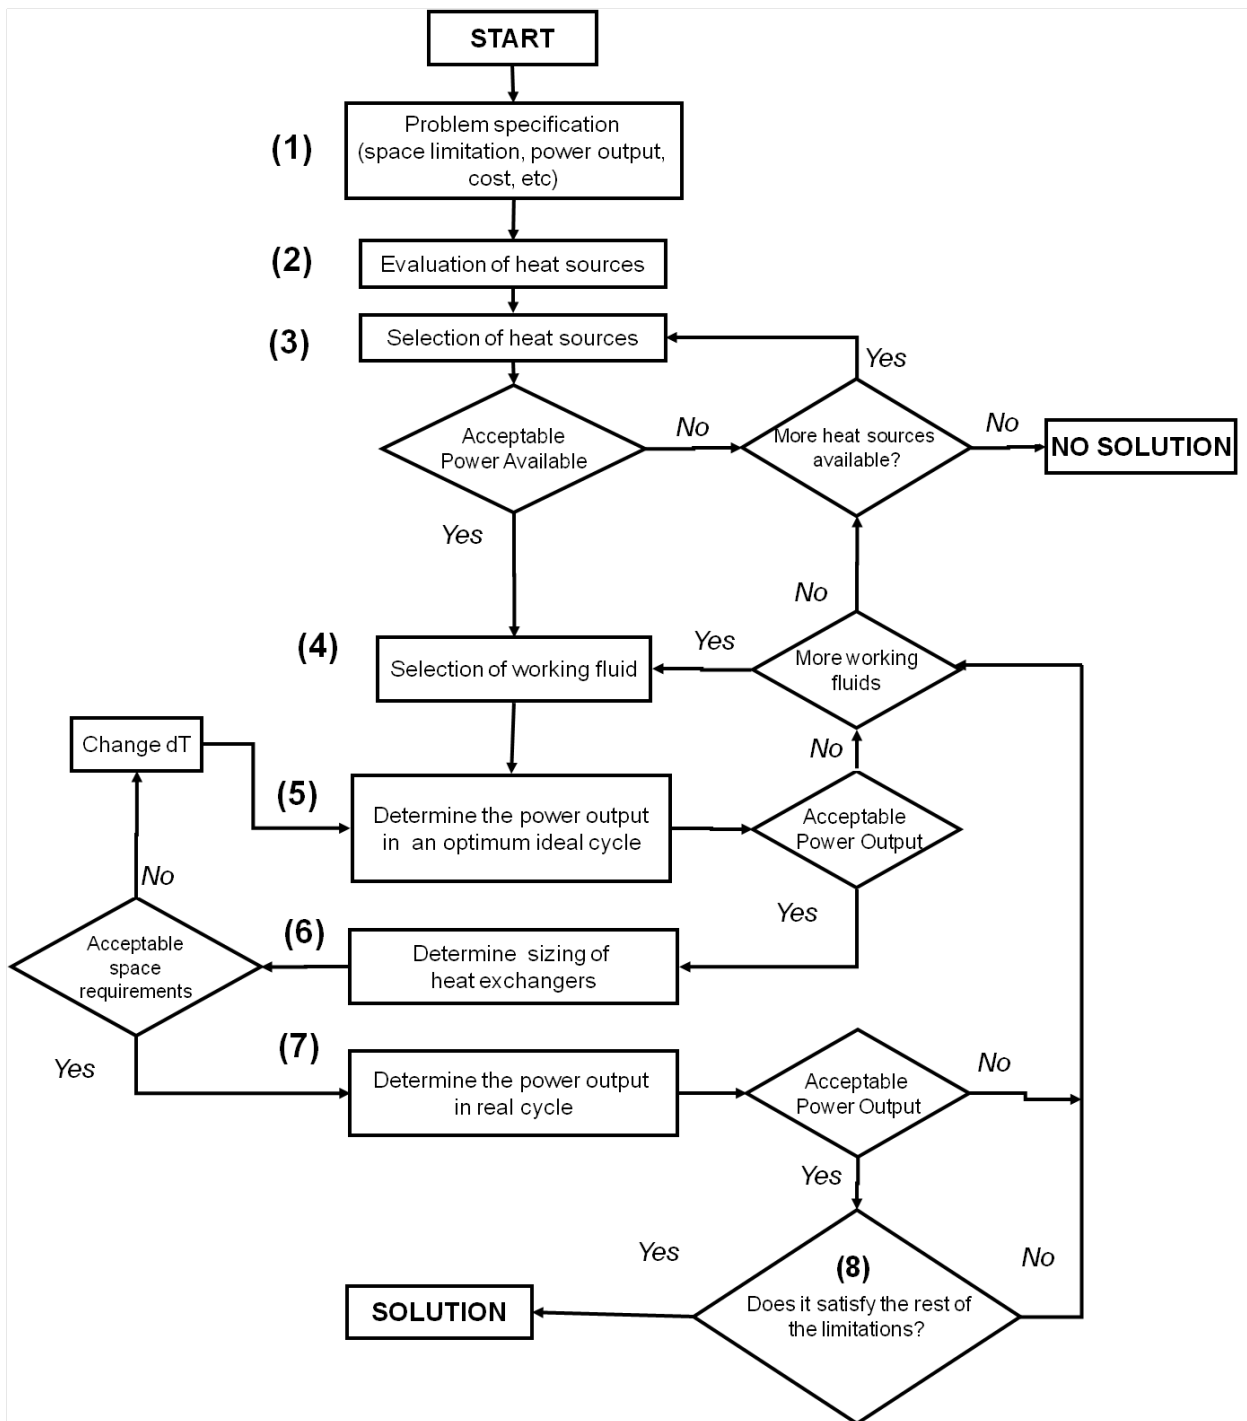 START
(1)
Problem specification
(space limitation, power output,
cost, etc)
(2)
Evaluation of heat sources
(3)
Selection of heat sources
Yes
Acceptable
Power Available
No
More heat sources
available?
No
NO SOLUTION
Yes
No
(4)
Selection of working fluid
Yes
More working
fluids
Change dT
No
(5)
Determine the power output
in an optimum ideal cycle
Acceptable
Power Output
No
Yes
(6)
Acceptable
space
requirements
Determine sizing of
heat exchangers
Yes
(7)
Determine the power output
in real cycle
Acceptable
Power Output
No
Yes
Yes
(8)
Does it satisfy the rest of
the limitations?
No
SOLUTION